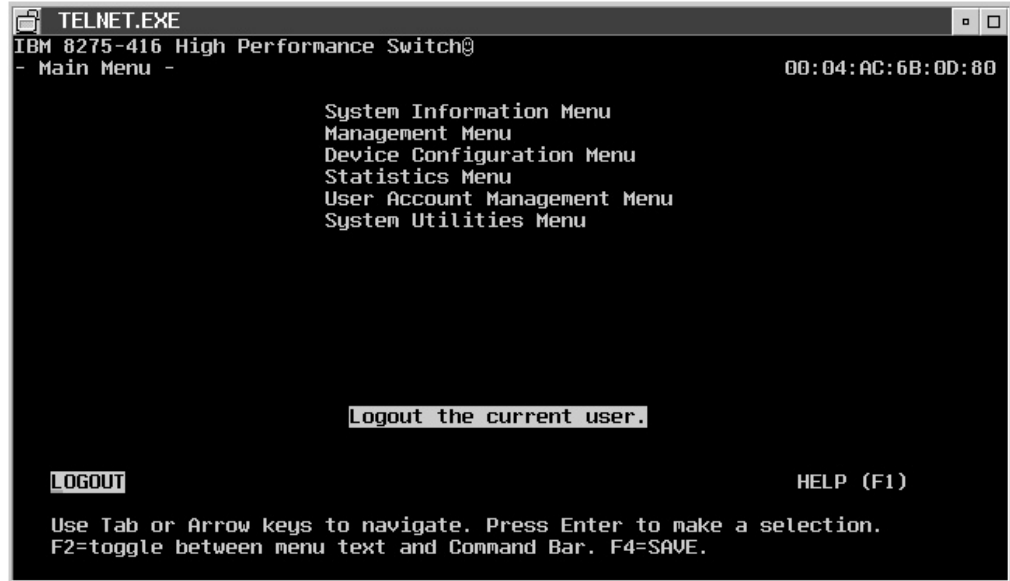 TELNET.EXE
IBM 8275-416 High Performance Switch®
- Main Menu - 00:04:AC:6B:0D:80
System Information Menu
Management Menu
Device Configuration Menu
Statistics Menu
User Account Management Menu
System Utilities Menu
Logout the current user.
LOGOUT HELP (F1)
Use Tab or Arrow keys to navigate. Press Enter to make a selection.
F2=toggle between menu text and Command Bar. F4=SAVE.